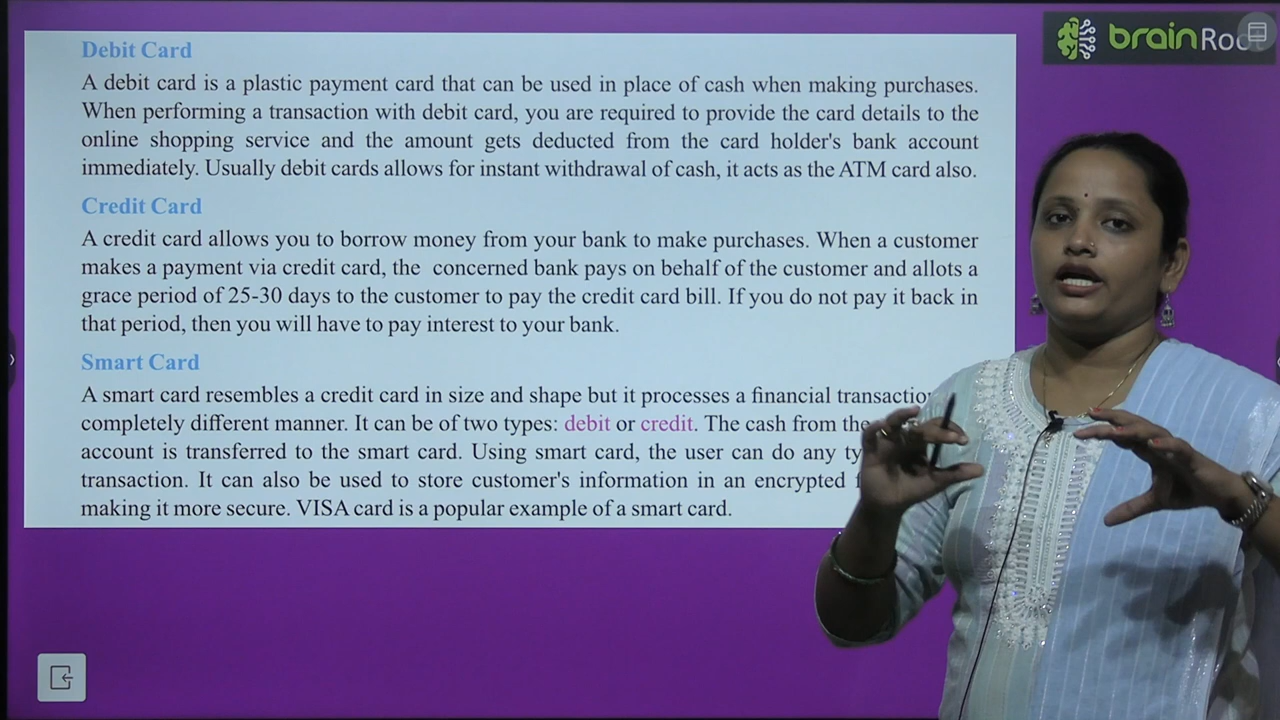 brainRoo
Debit Card
A debit card is a plastic payment card that can be used in place of cash when making purchases.
When performing a transaction with debit card, you are required to provide the card details to the
online shopping service and the amount gets deducted from the card holder's bank account
immediately. Usually debit cards allows for instant withdrawal of cash, it acts as the ATM card also.
Credit Card
A credit card allows you to borrow money from your bank to make purchases. When a customer
makes a payment via credit card, the concerned bank pays on behalf of the customer and allots a
grace period of 25-30 days to the customer to pay the credit card bill. If you do not pay it back in
that period, then you will have to pay interest to your bank.
Smart Card
A smart card resembles a credit card in size and shape but it processes a financial transaction
completely different manner. It can be of two types: debit or credit. The cash from the
account is transferred to the smart card. Using smart card, the user can do any
transaction. It can also be used to store customer's information in an encrypted
making it more secure. VISA card is a popular example of a smart card.